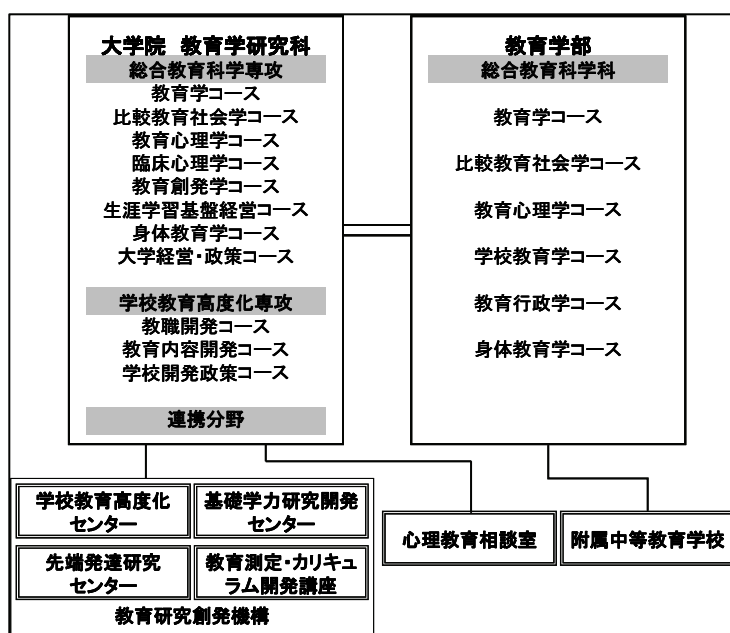 大学院 教育学研究科
総合教育科学専攻
教育学コース
比較教育社会学コース
教育心理学コース
臨床心理学コース
教育創発学コース
生涯学習基盤経営コース
身体教育学コース
大学経営・政策コース
学校教育高度化専攻
教職開発コース
教育内容開発コース
学校開発政策コース
連携分野
教育学部
総合教育科学科
教育学コース
比較教育社会学コース
教育心理学コース
学校教育学コース
教育行政学コース
身体教育学コース
学校教育高度化
センター
基礎学力研究開発
センター
先端発達研究
センター
教育測定・カリキュ
ラム開発講座
教育研究創発機構
心理教育相談室
附属中等教育学校